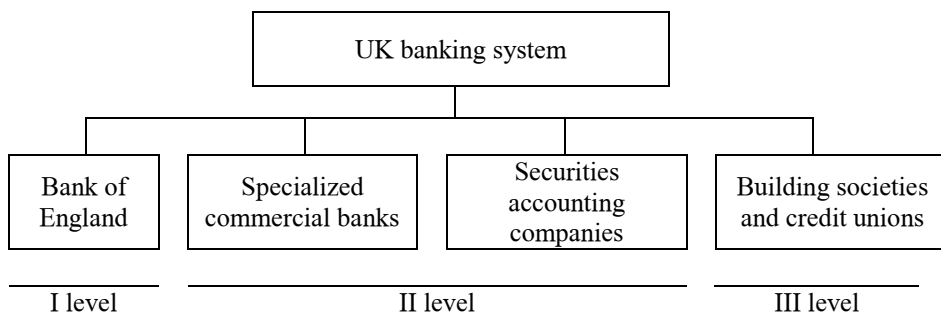 UK banking system
Bank of
England
Specialized
commercial banks
Securities
accounting
companies
Building societies
and credit unions
I level
II level
III level